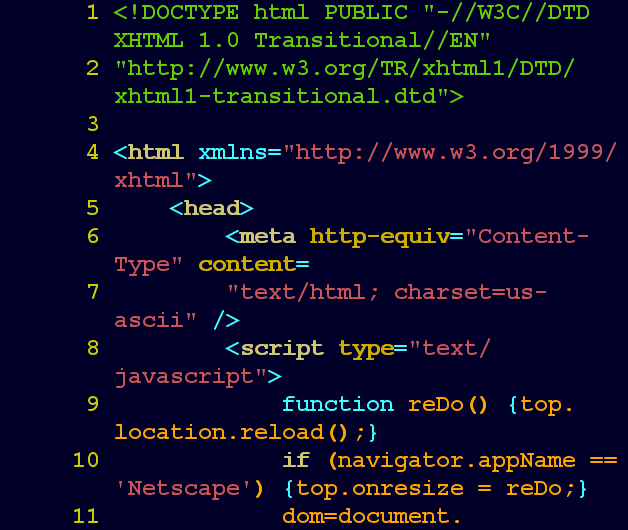 1 <!DOCTYPE html PUBLIC "-//W3C//DTD
XHTML 1.0 Transitional//EN"
2 "http://www.w3.org/TR/xhtml1/DTD/
xhtml1-transitional.dtd">
3
4 <html xmlns="http://www.w3.org/1999/
xhtml">
5 <head>
6 <meta http-equiv="Content-
Type" content=
7 "text/html; charset=us-
ascii" />
8 <script type="text/
javascript">
9 function reDo() {top.
location.reload();}
10 if (navigator.appName ==
'Netscape') {top.onresize = reDo;}
11 dom=document.